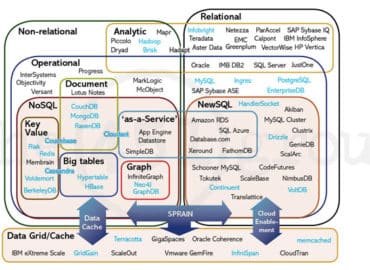 Relational
Non-relational
Analytic
Mapr
Infobright
Netezza
ParAccel
SAP Sybase IQ
Piccolo
Hadoop
Teradata
EMC
Calpont
IBM InfoSphere
Dryad
Brisk
Hadapt
Aster Data
Greenplum
VectorWise
HP Vertica
Operational
Oracle
IMB DB2
SQL Server
JustOne
InterSystems
Progress
Document
MarkLogic
MySQL
Ingres
PostgreSQL
Objectivity
Lotus Notes
McObject
SAP Sybase ASE
EnterpriseDB
Versant
NoSQL
CouchDB
'as-a-Service'
NewSQL
HandlerSocket
MongoDB
Akiban
Key
Value
RavenDB
App Engine
Amazon RDS
MySQL Cluster
Couchbase
Cloudant
Datastore
SQL Azure
Clustrix
Riak
SimpleDB
Database.com
Drizzle
GenieDB
Redis
Big tables
Xeround
FathomDB
ScalArc
Membrain
Cassandra
Graph
Schooner MySQL
CodeFutures
Voldemort
Hypertable
InfiniteGraph
Tokutek
ScaleBase
NimbusDB
BerkeleyDB
HBase
Neo4J
GraphDB
Continuent
VoltDB
Translattice
Data
Cache
SPRAIN
Cloud
Enable-
ment
Data Grid/Cache
Terracotta
GigaSpaces
Oracle Coherence
memcached
IBM eXtreme Scale
GridGain
ScaleOut
Vmware GemFire
InfiniSpan
CloudTran